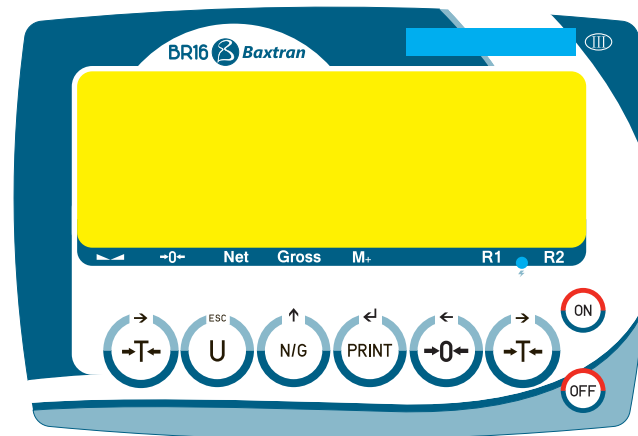 BR16 Baxtran III
→0← Net Gross M+ R1 R2
ESC
→T← U N/G PRINT →0← →T←
ON
OFF